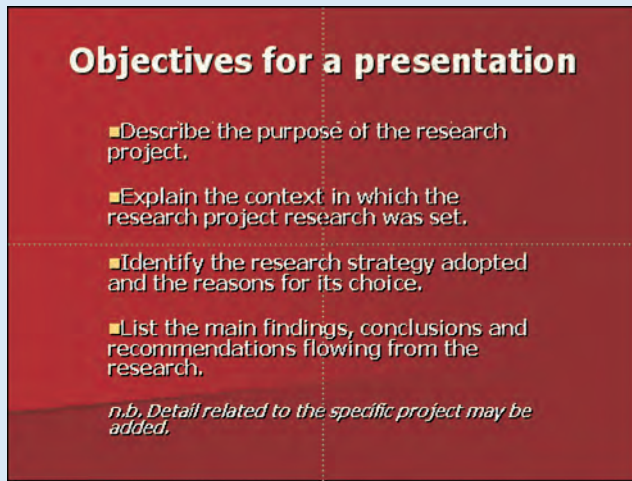 Objectives for a presentation
■Describe the purpose of the research
project.
■Explain the context in which the
research project research was set.
■Identify the research strategy adopted
and the reasons for its choice.
■List the main findings, conclusions and
recommendations flowing from the
research.
n.b. Detail related to the specific project may be
added.